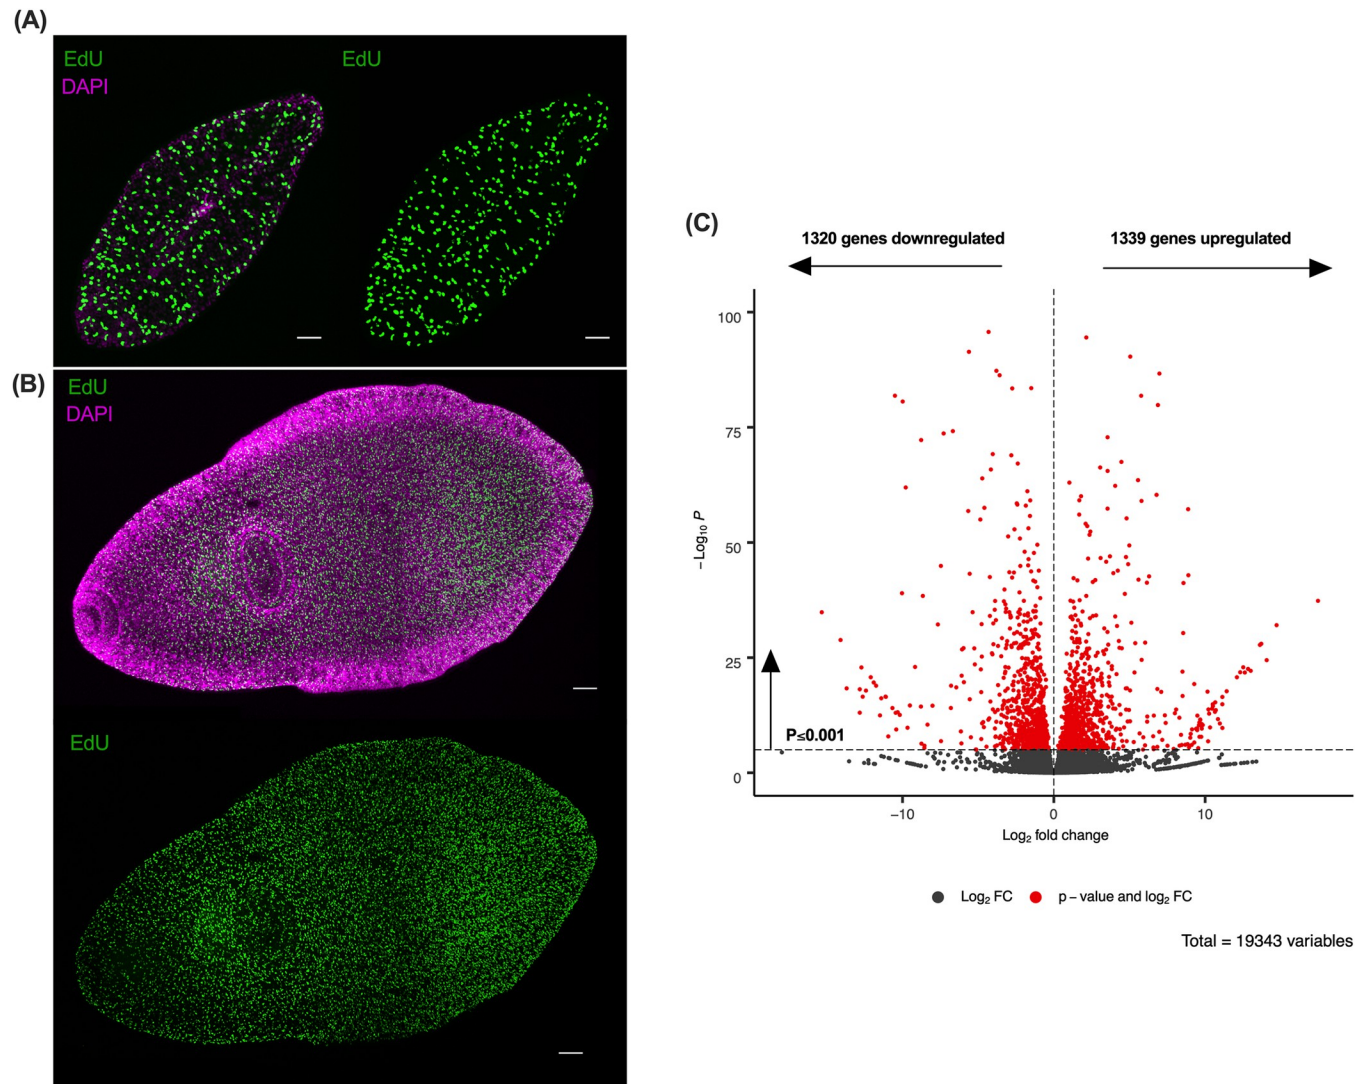 (A)
EdU
DAPI
EdU
(B)
EdU
DAPI
EdU
(C)
1320 genes downregulated
1339 genes upregulated
100
75
50
25
0
−Log₁₀ P
P≤0.001
−10
0
10
Log₂ fold change
Log₂ FC
p − value and log₂ FC
Total = 19343 variables